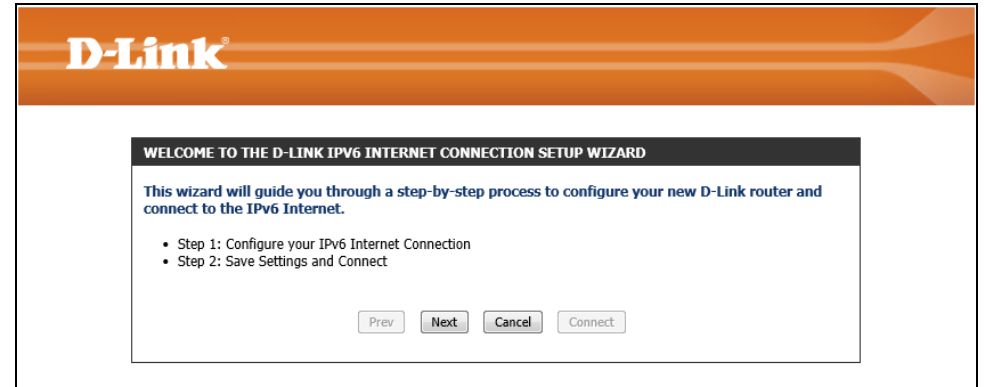 D-Link®
WELCOME TO THE D-LINK IPV6 INTERNET CONNECTION SETUP WIZARD
This wizard will guide you through a step-by-step process to configure your new D-Link router and
connect to the IPv6 Internet.
• Step 1: Configure your IPv6 Internet Connection
• Step 2: Save Settings and Connect
Prev Next Cancel Connect